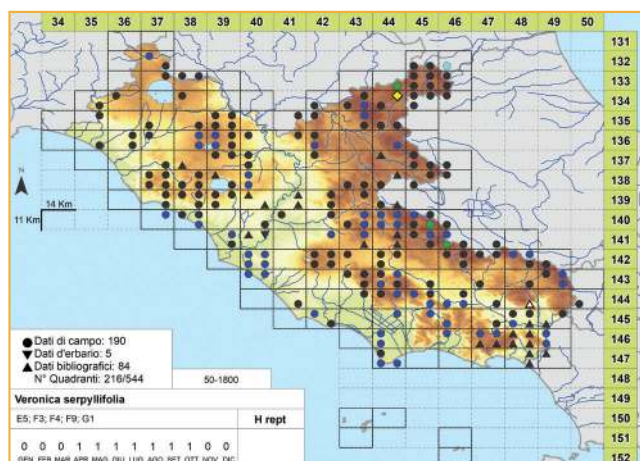 34 35 36 37 38 39 40 41 42 43 44 45 46 47 48 49 50
131
132
133
134
135
136
137
138
139
140
141
142
143
144
145
146
147
148
149
150
151
152
N
14 Km
11 Km
Dati di campo: 190
Dati d'erbario: 5
Dati bibliografici: 84
N° Quadranti: 216/544
50-1800
Veronica serpyllifolia
E5; F3; F4; F9; G1
H rept
0 0 0 1 1 1 1 1 1 1 0 0
GEN FEB MAR APR MAG GIU LUG AGO SET OTT NOV DIC